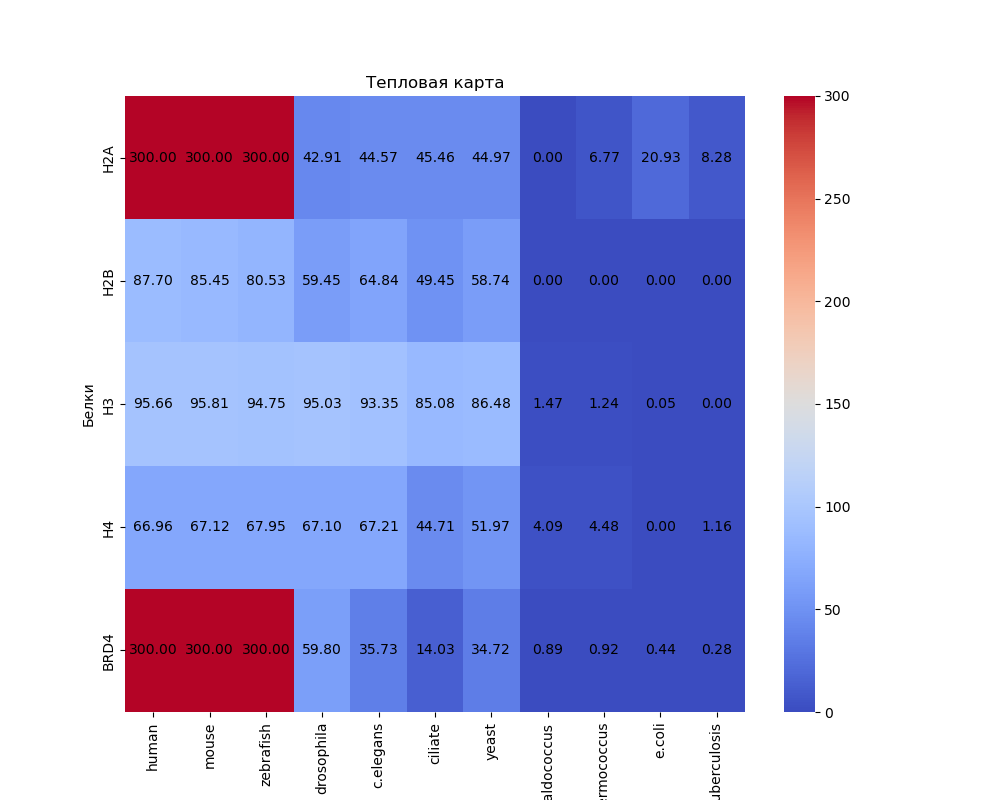 Тепловая карта
H2A 300.00 300.00 300.00 42.91 44.57 45.46 44.97 0.00 6.77 20.93 8.28
H2B 87.70 85.45 80.53 59.45 64.84 49.45 58.74 0.00 0.00 0.00 0.00
H3 95.66 95.81 94.75 95.03 93.35 85.08 86.48 1.47 1.24 0.05 0.00
H4 66.96 67.12 67.95 67.10 67.21 44.71 51.97 4.09 4.48 0.00 1.16
BRD4 300.00 300.00 300.00 59.80 35.73 14.03 34.72 0.89 0.92 0.44 0.28
Белки
human mouse zebrafish drosophila c.elegans ciliate yeast aldococcus ermococcus e.coli uberculosis
300
250
200
150
100
50
0